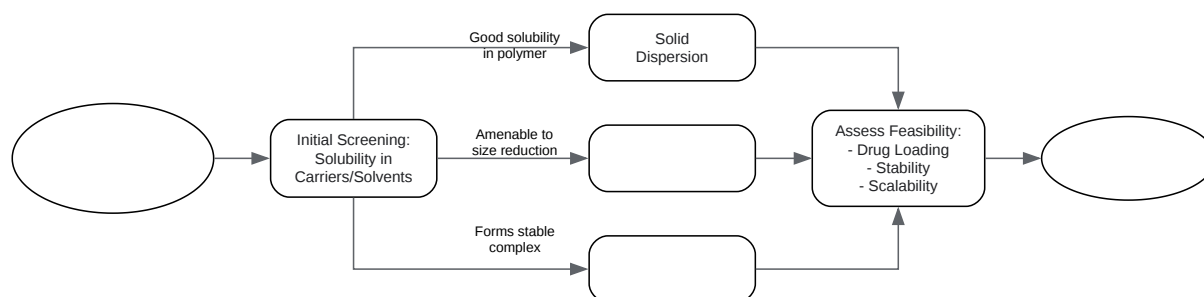 Good solubility
in polymer
Solid
Dispersion
Initial Screening:
Solubility in
Carriers/Solvents
Amenable to
size reduction
Assess Feasibility:
- Drug Loading
- Stability
- Scalability
Forms stable
complex